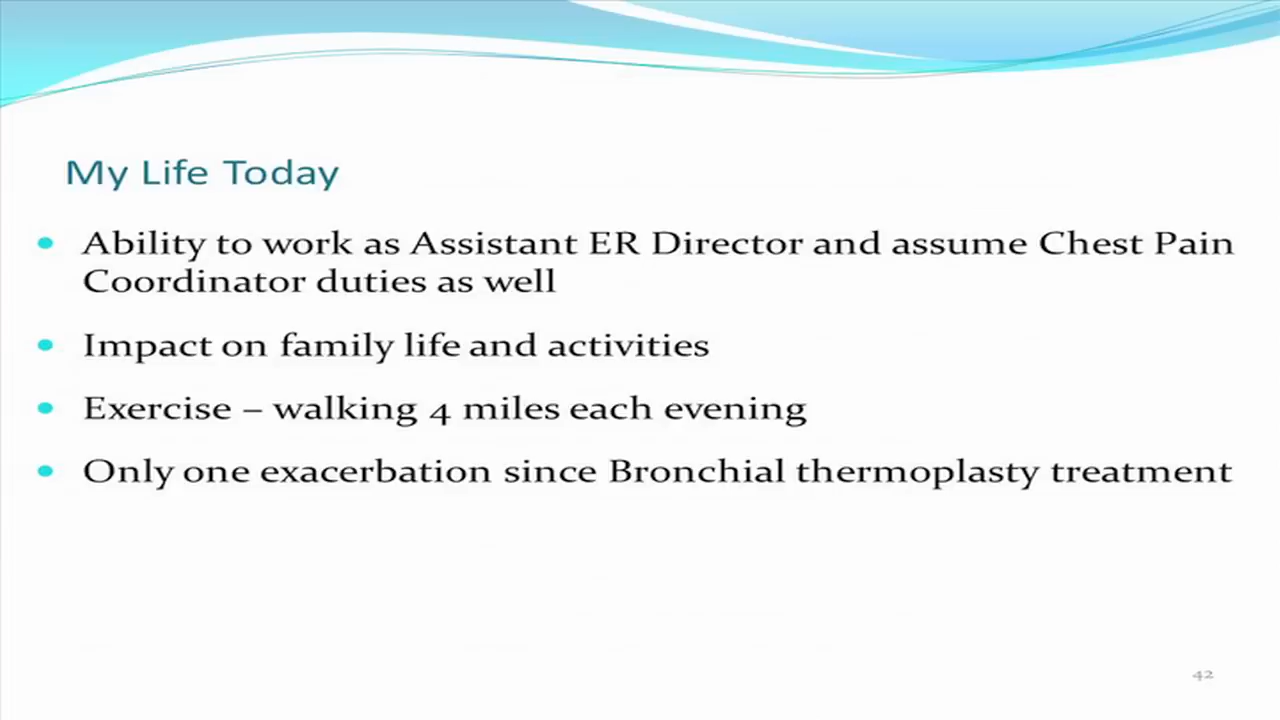 My Life Today
• Ability to work as Assistant ER Director and assume Chest Pain
Coordinator duties as well
• Impact on family life and activities
• Exercise – walking 4 miles each evening
• Only one exacerbation since Bronchial thermoplasty treatment
42